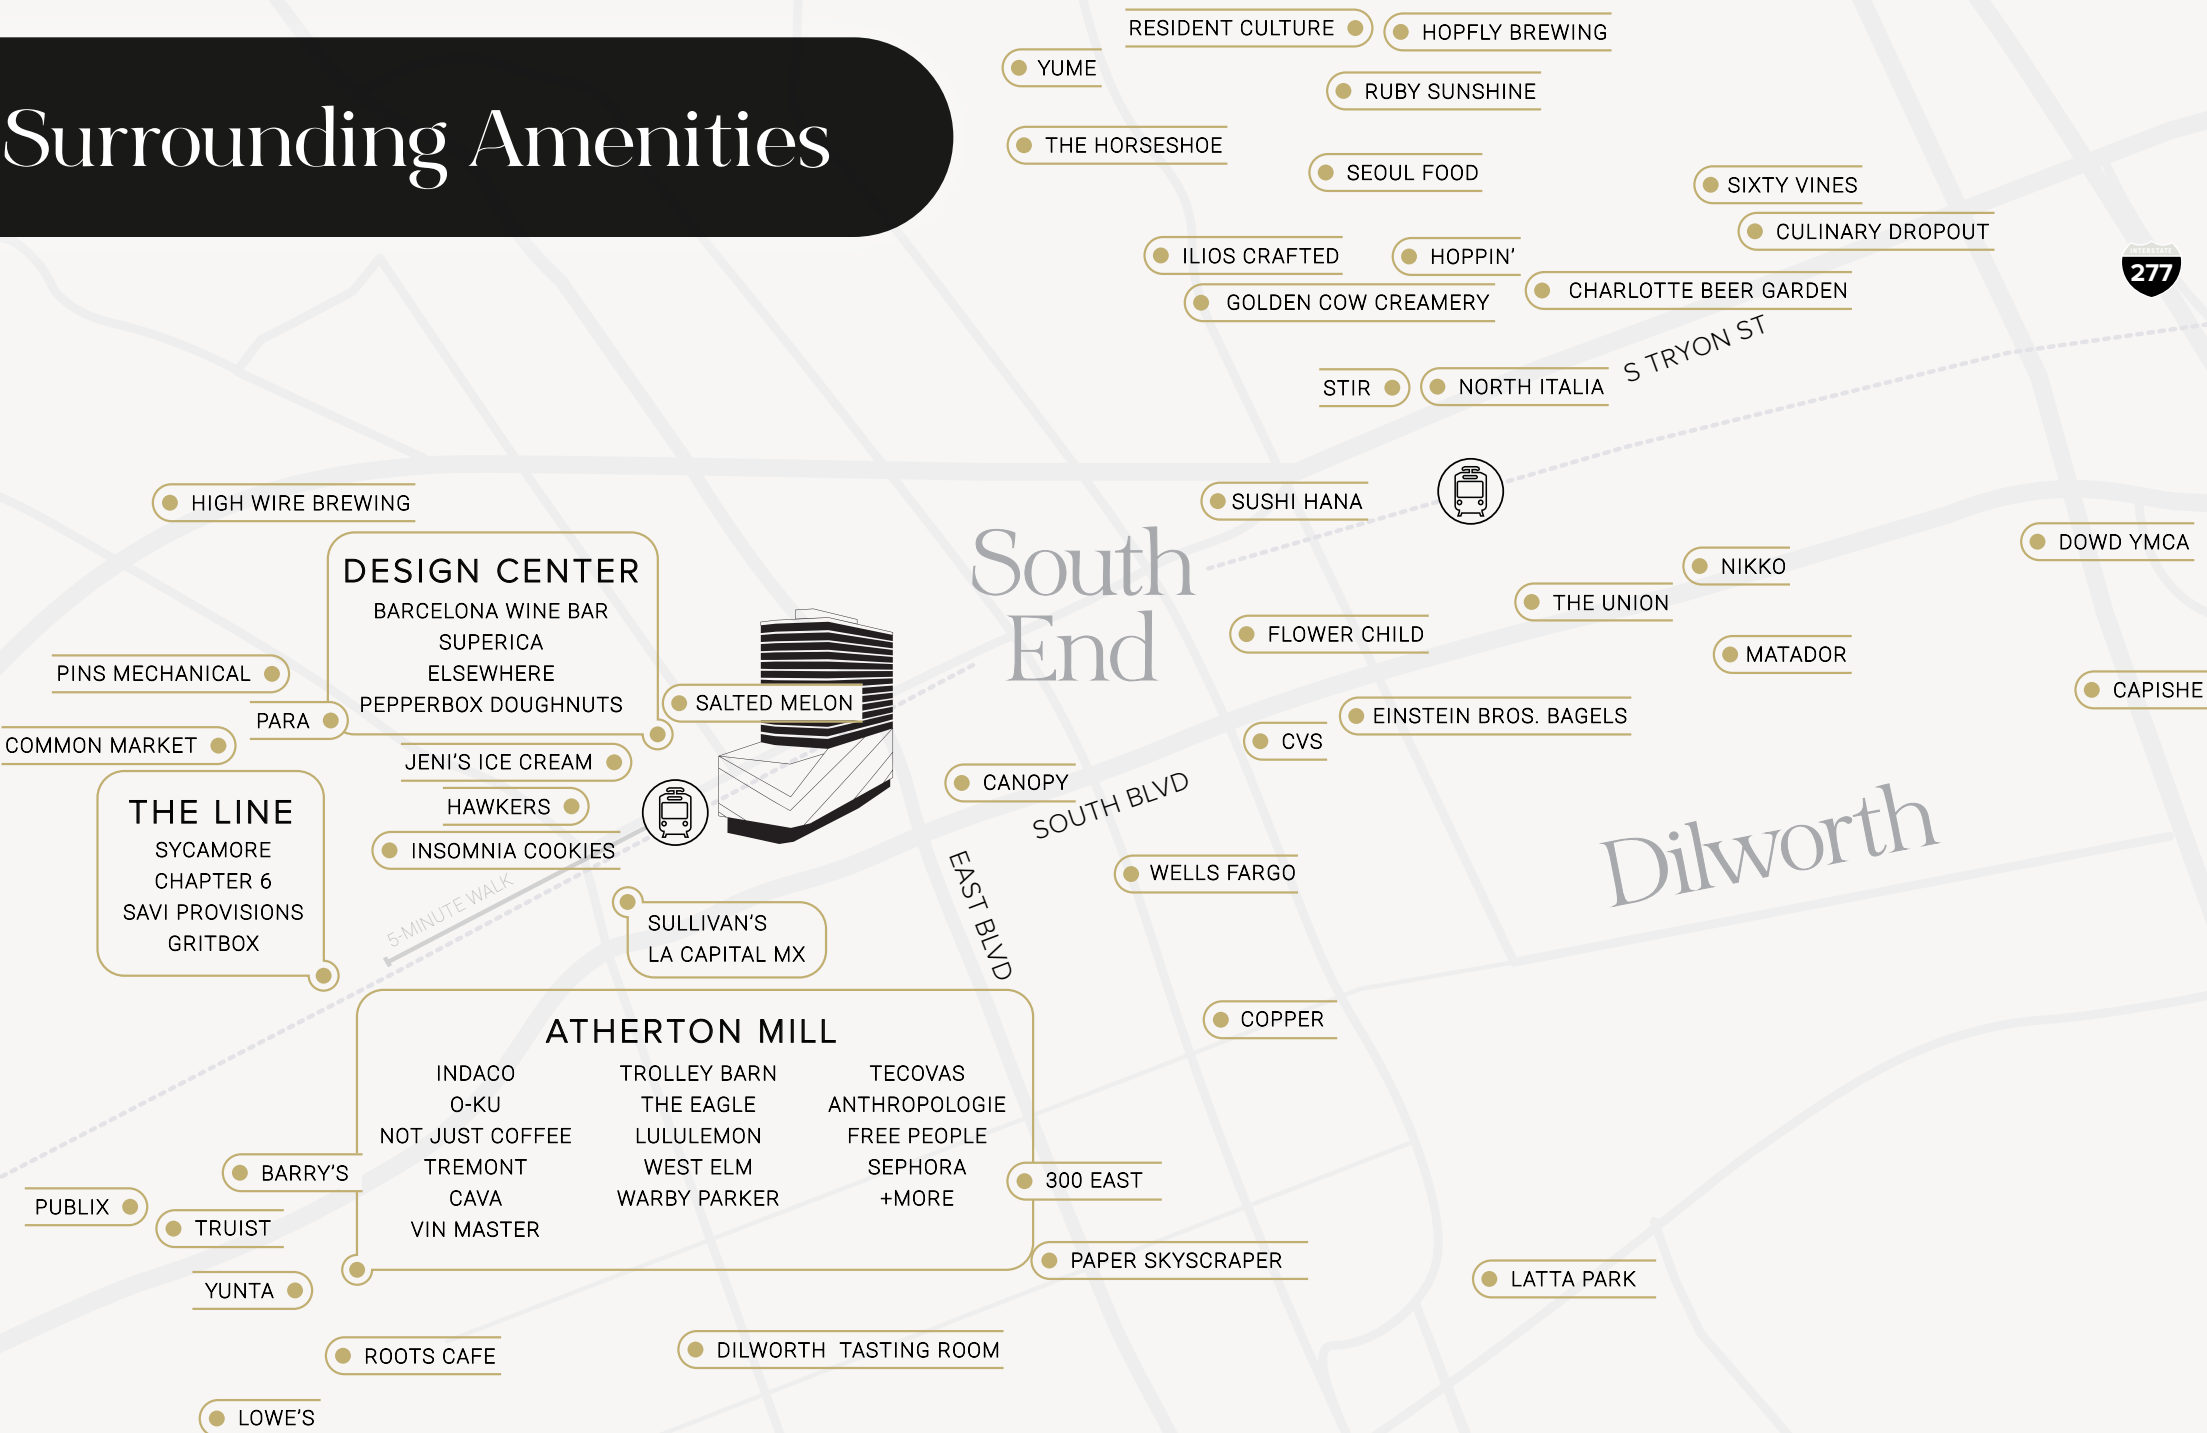 Surrounding Amenities
RESIDENT CULTURE
HOPFLY BREWING
YUME
RUBY SUNSHINE
THE HORSESHOE
SEOUL FOOD
SIXTY VINES
CULINARY DROPOUT
ILIOS CRAFTED
HOPPIN’
INTERSTATE
277
CHARLOTTE BEER GARDEN
GOLDEN COW CREAMERY
S TRYON ST
STIR
NORTH ITALIA
HIGH WIRE BREWING
SUSHI HANA
South
End
DOWD YMCA
NIKKO
THE UNION
FLOWER CHILD
MATADOR
CAPISHE
EINSTEIN BROS. BAGELS
CVS
DESIGN CENTER
BARCELONA WINE BAR
SUPERICA
ELSEWHERE
PEPPERBOX DOUGHNUTS
PINS MECHANICAL
SALTED MELON
PARA
COMMON MARKET
JENI’S ICE CREAM
HAWKERS
INSOMNIA COOKIES
5-MINUTE WALK
CANOPY
SOUTH BLVD
EAST BLVD
WELLS FARGO
Dilworth
THE LINE
SYCAMORE
CHAPTER 6
SAVI PROVISIONS
GRITBOX
SULLIVAN’S
LA CAPITAL MX
COPPER
ATHERTON MILL
INDACO
O-KU
NOT JUST COFFEE
TREMONT
CAVA
VIN MASTER
TROLLEY BARN
THE EAGLE
LULULEMON
WEST ELM
WARBY PARKER
TECOVAS
ANTHROPOLOGIE
FREE PEOPLE
SEPHORA
+MORE
BARRY’S
300 EAST
PUBLIX
TRUIST
PAPER SKYSCRAPER
LATTA PARK
YUNTA
ROOTS CAFE
DILWORTH TASTING ROOM
LOWE’S